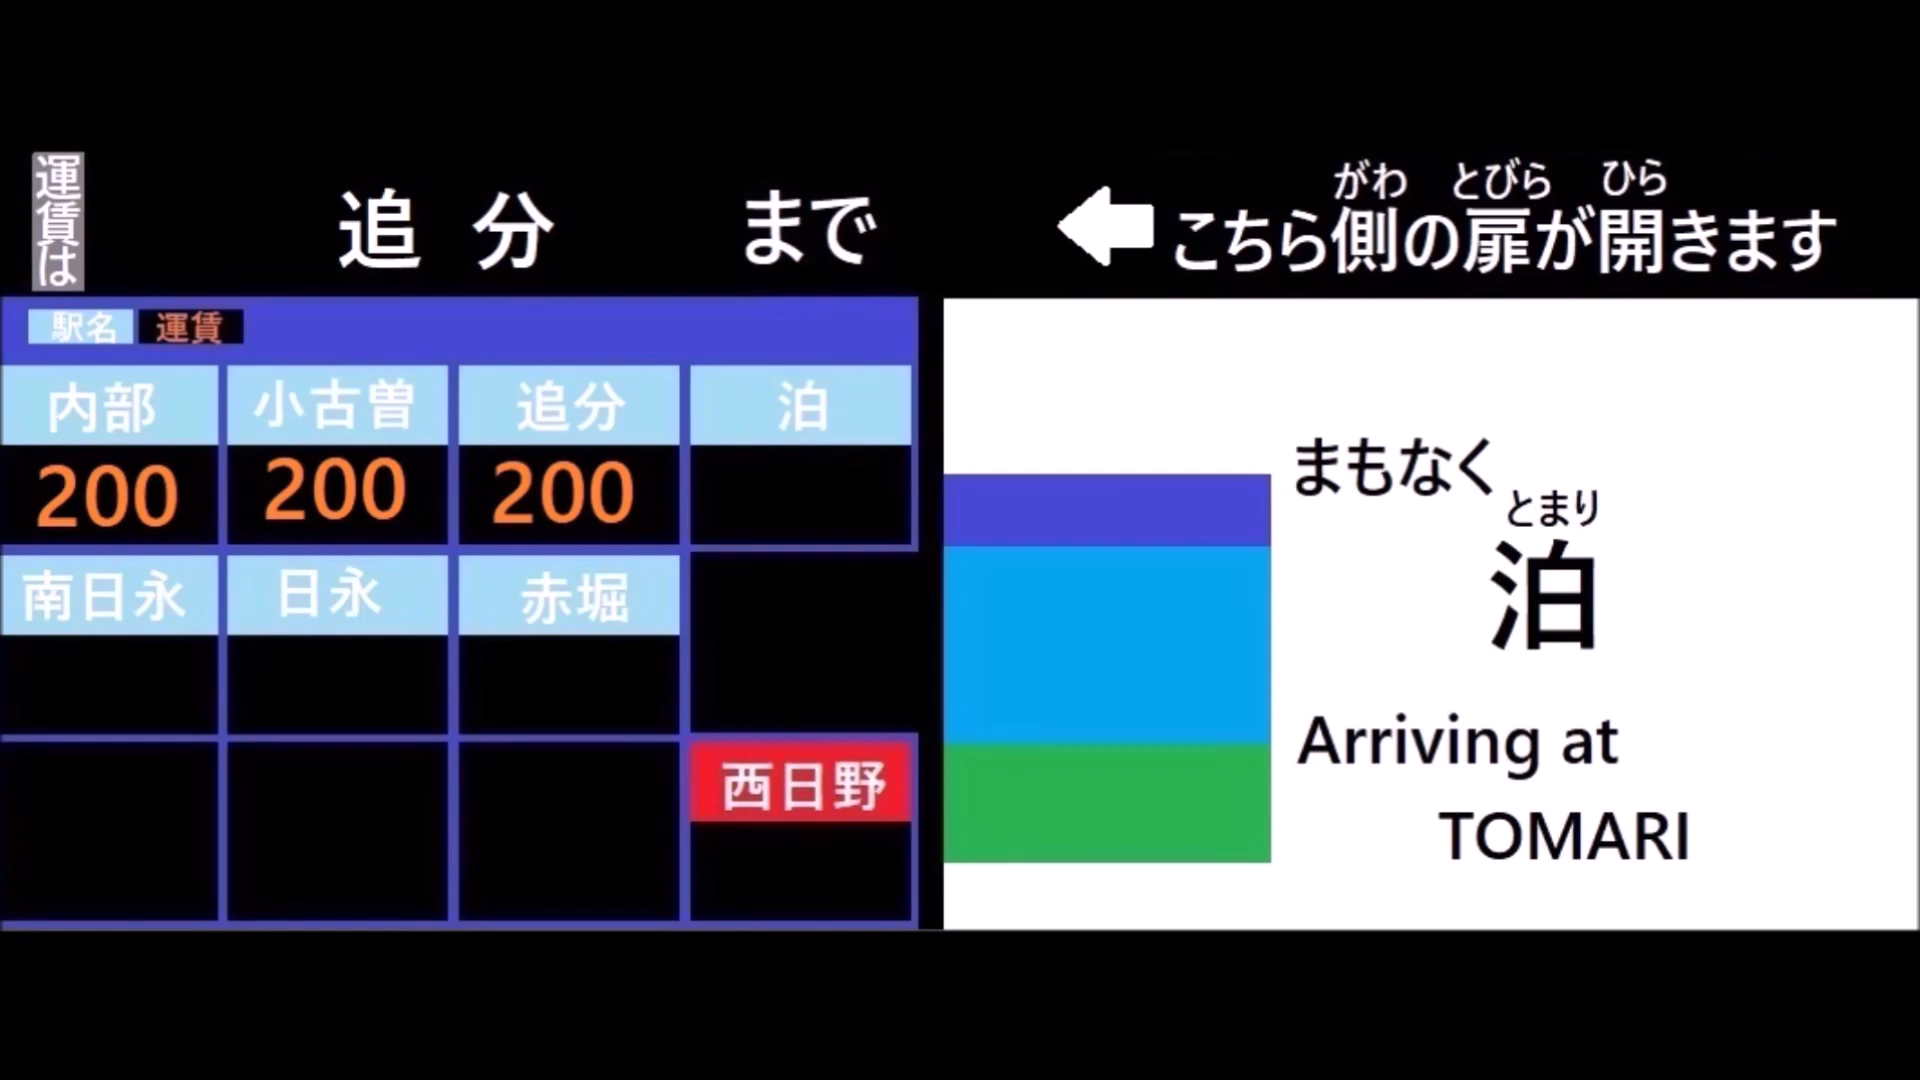 運賃は
追分 まで
駅名 運賃
内部 小古曽 追分 泊
200 200 200
南日永 日永 赤堀
西日野
がわ とびら ひら
こちら側の扉が開きます
まもなく
とまり
泊
Arriving at
TOMARI